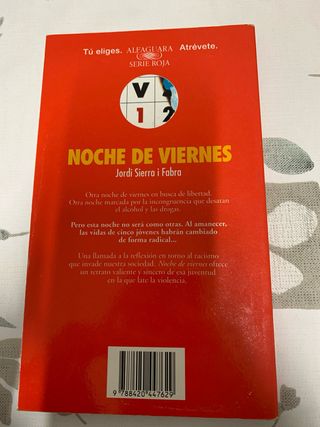 Tú eliges. ALFAGUARA Atrévete.
SERIE ROJA
V
1 2
NOCHE DE VIERNES
Jordi Sierra i Fabra
Otra noche de viernes en busca de libertad.
Otra noche marcada por la incongruencia que desatan
el alcohol y las drogas.
Pero esta noche no será como otras. Al amanecer,
las vidas de cinco jóvenes habrán cambiado
de forma radical...
Una llamada a la reflexión en torno al racismo
que invade nuestra sociedad. Noche de viernes ofrece
un retrato valiente y sincero de esa juventud
en la que late la violencia.
9 788420 447629